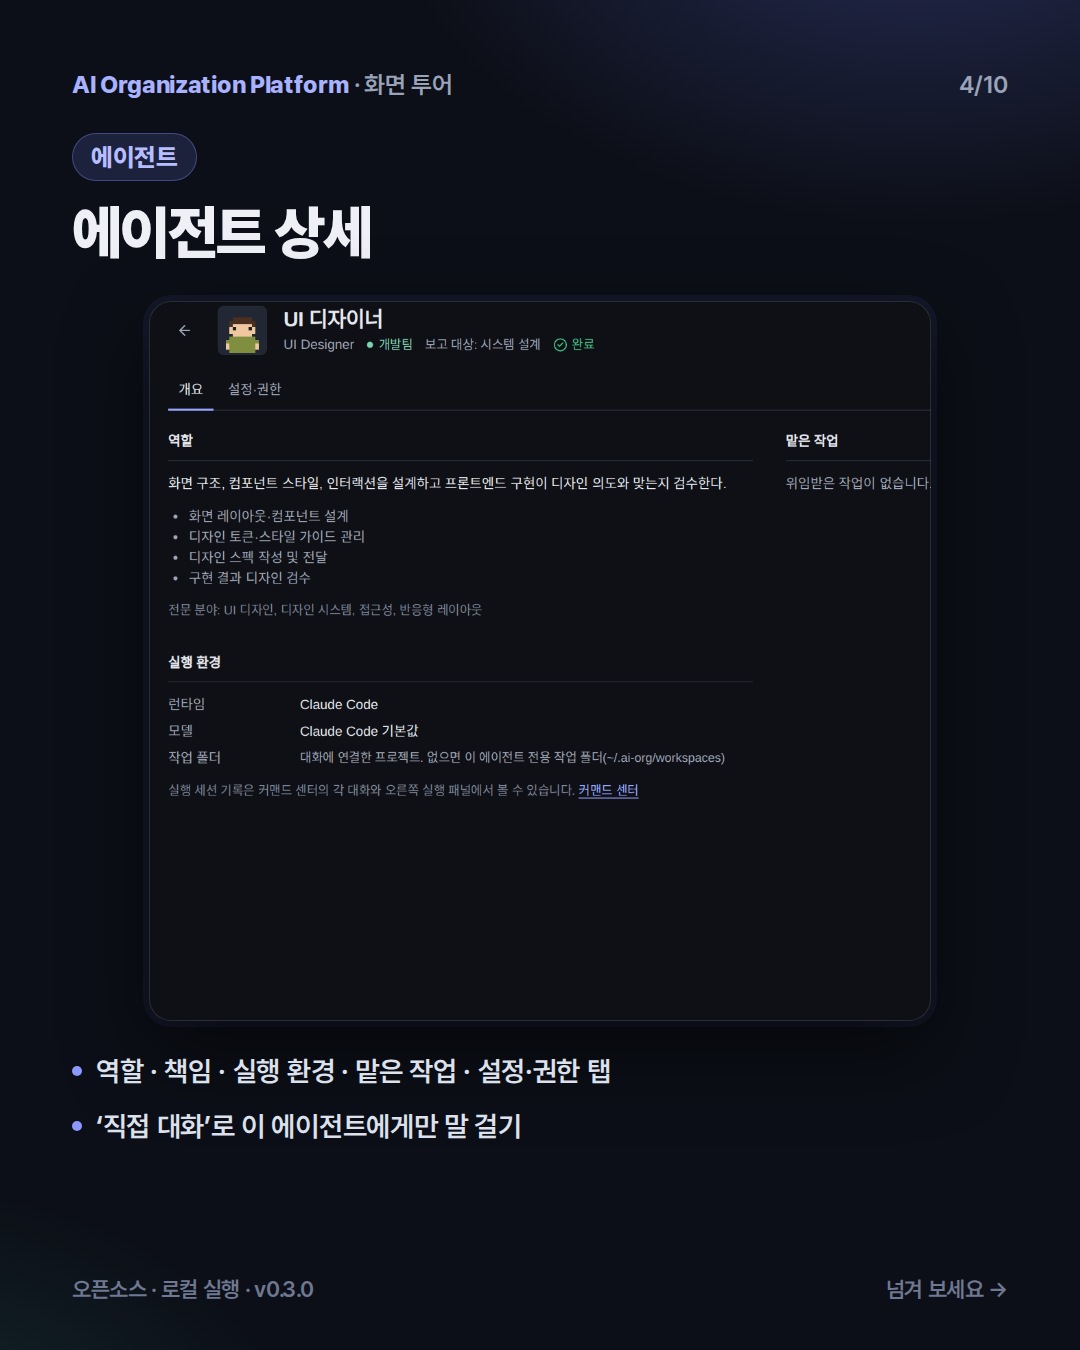 AI Organization Platform · 화면 투어
4/10
에이전트
에이전트 상세
UI 디자이너
UI Designer 개발팀 보고 대상: 시스템 설계 완료
개요 설정·권한
역할
화면 구조, 컴포넌트 스타일, 인터랙션을 설계하고 프론트엔드 구현이 디자인 의도와 맞는지 검수한다.
• 화면 레이아웃·컴포넌트 설계
• 디자인 토큰·스타일 가이드 관리
• 디자인 스펙 작성 및 전달
• 구현 결과 디자인 검수
전문 분야: UI 디자인, 디자인 시스템, 접근성, 반응형 레이아웃
맡은 작업
위임받은 작업이 없습니다.
실행 환경
런타임 Claude Code
모델 Claude Code 기본값
작업 폴더 대화에 연결한 프로젝트. 없으면 이 에이전트 전용 작업 폴더(~/.ai-org/workspaces)
실행 세션 기록은 커맨드 센터의 각 대화와 오른쪽 실행 패널에서 볼 수 있습니다. 커맨드 센터
• 역할 · 책임 · 실행 환경 · 맡은 작업 · 설정·권한 탭
• ‘직접 대화’로 이 에이전트에게만 말 걸기
오픈소스 · 로컬 실행 · v0.3.0
넘겨 보세요 →